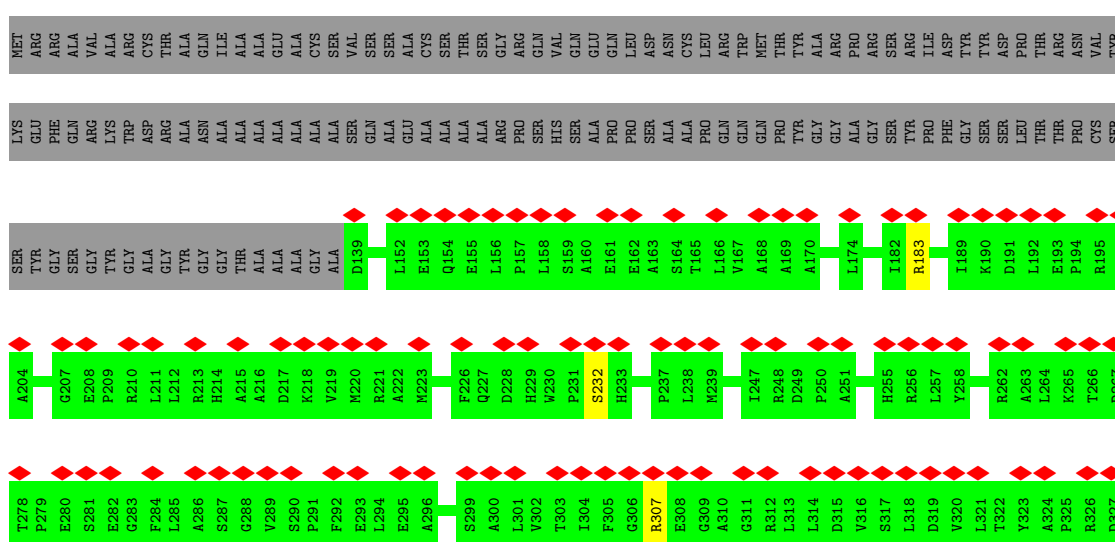 MET ARG ARG ALA VAL ALA ARG CYS THR ALA GLN ILE ALA ALA GLU ALA CYS SER VAL SER SER ALA CYS SER THR SER GLY ARG GLN VAL GLN GLU GLN LEU ASP ASN CYS LEU ARG TRP MET THR TYR ALA ARG PRO ARG SER ARG ILE ASP TYR TYR ASP PRO THR ARG ASN VAL TYR
LYS GLU PHE GLN ARG LYS TRP ASP ARG ALA ASN ALA ALA ALA ALA ALA ALA ALA SER GLN ALA GLU ALA ALA ALA ALA ARG PRO SER HIS SER ALA PRO PRO SER ALA ALA PRO GLN GLN GLN PRO TYR GLY GLY ALA GLY SER TYR PRO PHE GLY SER SER LEU THR THR PRO CYS SER
SER TYR GLY SER GLY TYR GLY ALA GLY TYR GLY GLY THR ALA ALA ALA GLY ALA D139 L152 E153 Q154 E155 L156 P157 L158 S159 A160 E161 E162 A163 S164 T165 L166 V167 A168 A169 A170 L174 I182 R183 I189 K190 D191 L192 E193 P194 R195
A204 G207 E208 P209 R210 L211 L212 R213 H214 A215 A216 D217 K218 V219 M220 R221 A222 M223 F226 Q227 D228 H229 W230 P231 S232 H233 P237 L238 M239 I247 R248 D249 P250 A251 H255 R256 L257 Y258 R262 A263 L264 K265 T266
T278 P279 E280 S281 E282 G283 F284 L285 A286 S287 G288 V289 S290 P291 F292 E293 L294 E295 A296 S299 A300 L301 V302 T303 I304 F305 G306 R307 E308 G309 A310 G311 R312 L313 L314 D315 V316 S317 L318 D319 V320 L321 T322 Y323 A324 P325 R326